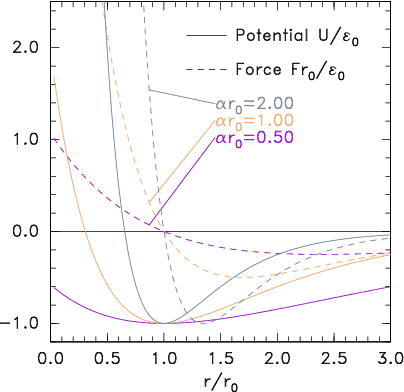 2.0
Potential U/ε₀
Force Fr₀/ε₀
αr₀=2.00
αr₀=1.00
αr₀=0.50
1.0
0.0
−1.0
0.0 0.5 1.0 1.5 2.0 2.5 3.0
r/r₀